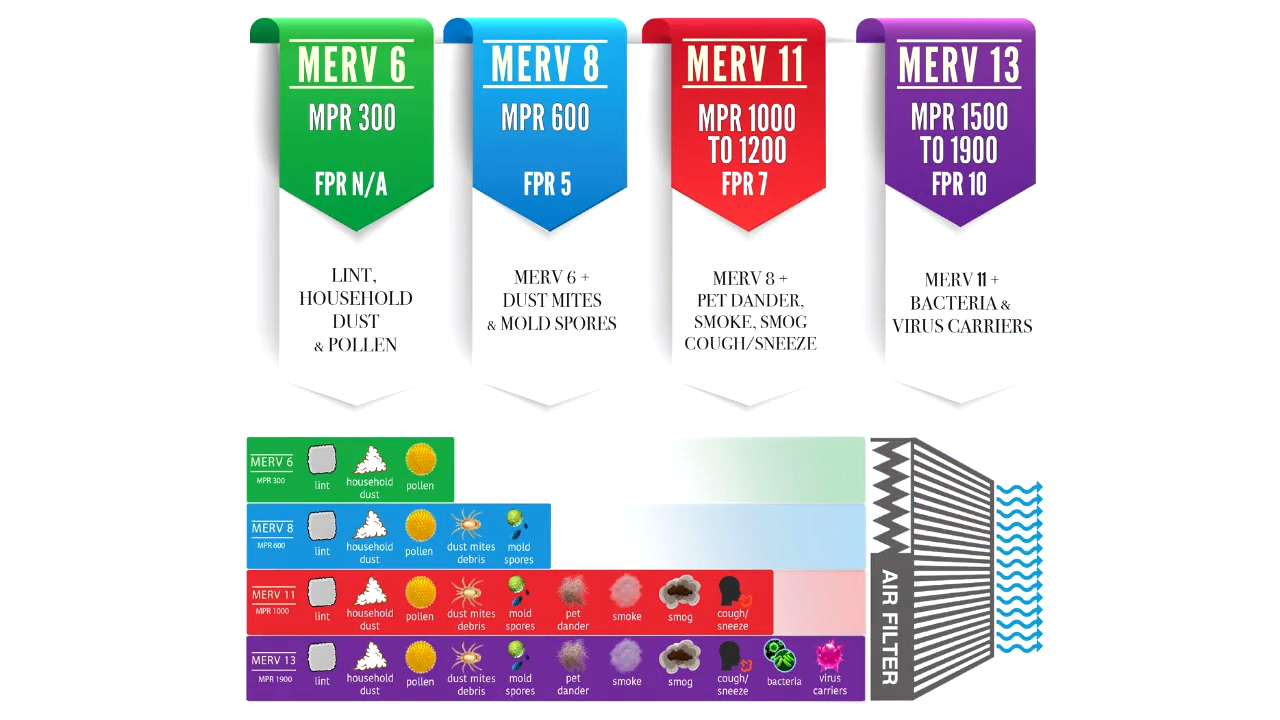 MERV 6
MPR 300
FPR N/A
LINT,
HOUSEHOLD
DUST
& POLLEN
MERV 8
MPR 600
FPR 5
MERV 6 +
DUST MITES
& MOLD SPORES
MERV 11
MPR 1000
TO 1200
FPR 7
MERV 8 +
PET DANDER,
SMOKE, SMOG
COUGH/SNEEZE
MERV 13
MPR 1500
TO 1900
FPR 10
MERV 11 +
BACTERIA &
VIRUS CARRIERS
MERV 6
MPR 300
lint
household
dust
pollen
MERV 8
MPR 600
lint
household
dust
pollen
dust mites
debris
mold
spores
MERV 11
MPR 1000
lint
household
dust
pollen
dust mites
debris
mold
spores
pet
dander
smoke
smog
cough/
sneeze
MERV 13
MPR 1900
lint
household
dust
pollen
dust mites
debris
mold
spores
pet
dander
smoke
smog
cough/
sneeze
bacteria
virus
carriers
AIR FILTER